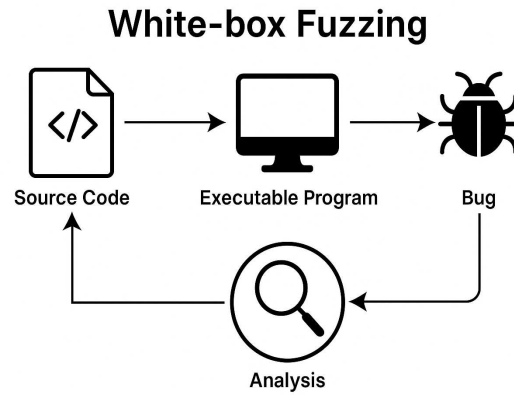 White-box Fuzzing
</>
Source Code
Executable Program
Bug
Analysis